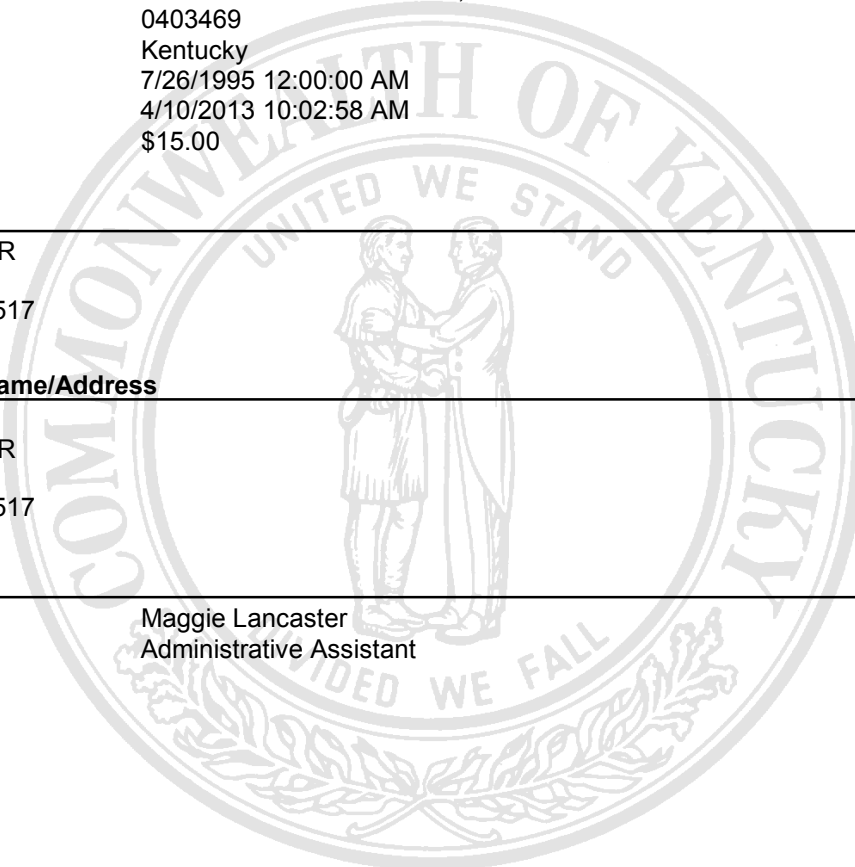 0403469
Kentucky
7/26/1995 12:00:00 AM
4/10/2013 10:02:58 AM
$15.00
COMMONWEALTH OF KENTUCKY
UNITED WE STAND
R
517
ame/Address
R
517
Maggie Lancaster
Administrative Assistant
DIVIDED WE FALL